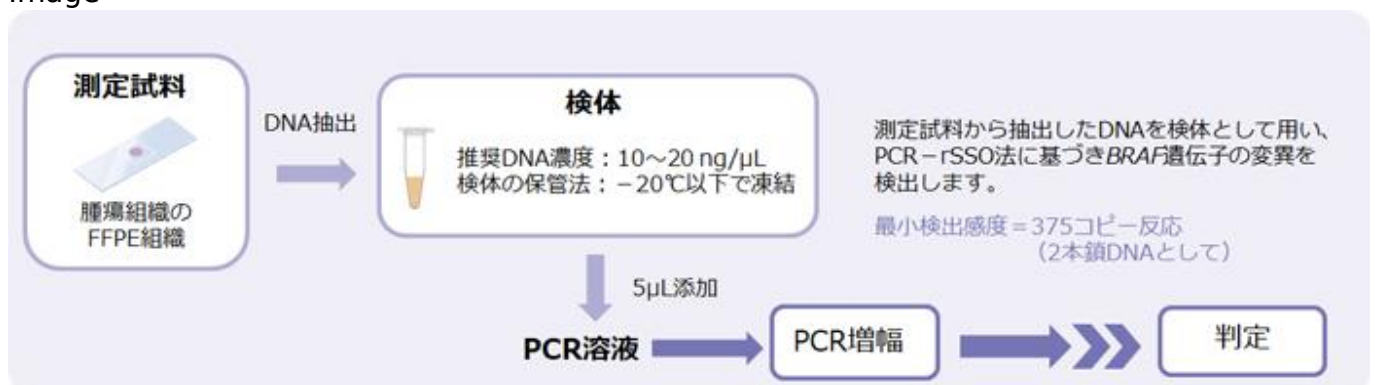 image
測定試料
腫瘍組織の
FFPE組織
DNA抽出
検体
推奨DNA濃度：10～20 ng/μL
検体の保管法：－20℃以下で凍結
測定試料から抽出したDNAを検体として用い、
PCR－rSSO法に基づきBRAF遺伝子の変異を
検出します。
最小検出感度＝375コピー反応
（2本鎖DNAとして）
5μL添加
PCR溶液
PCR増幅
判定